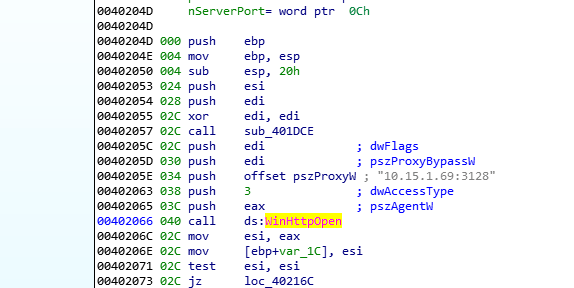 0040204D nServerPort= word ptr  0Ch
0040204D
0040204D 000 push    ebp
0040204E 004 mov     ebp, esp
00402050 004 sub     esp, 20h
00402053 024 push    esi
00402054 028 push    edi
00402055 02C xor     edi, edi
00402057 02C call    sub_401DCE
0040205C 02C push    edi             ; dwFlags
0040205D 030 push    edi             ; pszProxyBypassW
0040205E 034 push    offset pszProxyW ; "10.15.1.69:3128"
00402063 038 push    3               ; dwAccessType
00402065 03C push    eax             ; pszAgentW
00402066 040 call    ds:WinHttpOpen
0040206C 02C mov     esi, eax
0040206E 02C mov     [ebp+var_1C], esi
00402071 02C test    esi, esi
00402073 02C jz      loc_40216C